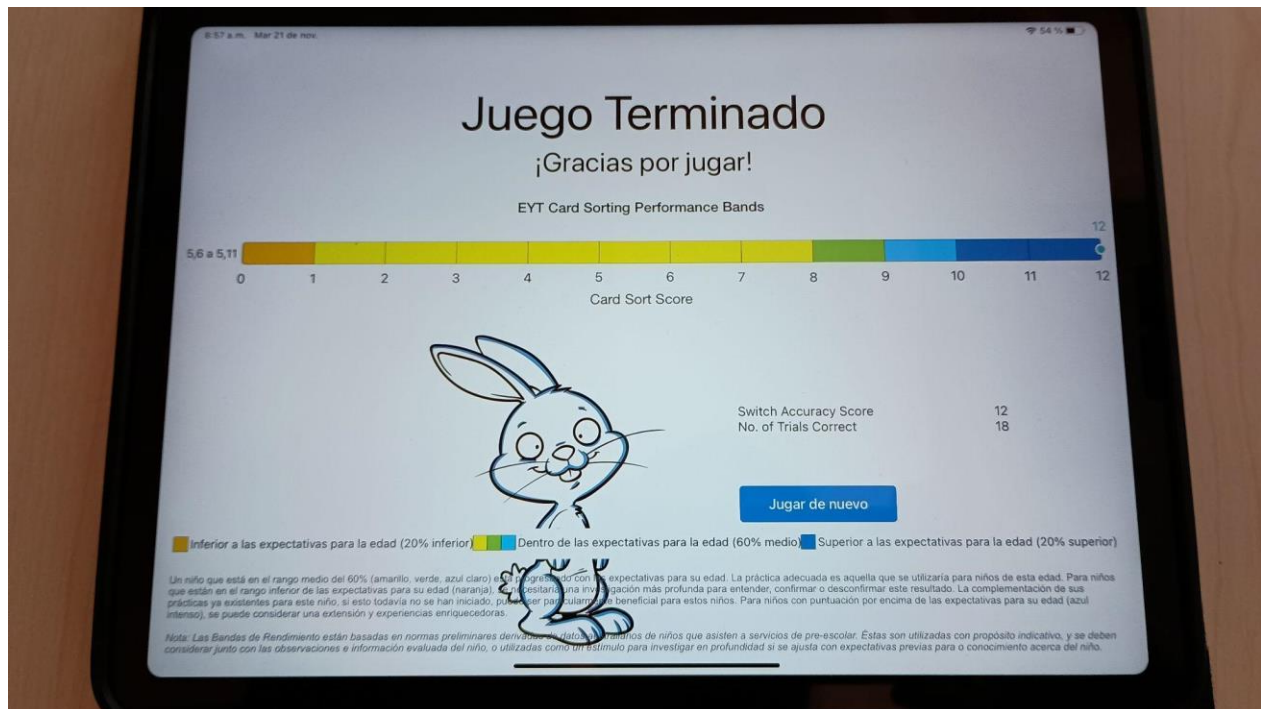 8:57 a.m. Mar 21 de nov.
54 %
Juego Terminado
¡Gracias por jugar!
EYT Card Sorting Performance Bands
12
5,6 a 5,11
0 1 2 3 4 5 6 7 8 9 10 11 12
Card Sort Score
Switch Accuracy Score 12
No. of Trials Correct 18
Jugar de nuevo
Inferior a las expectativas para la edad (20% inferior) Dentro de las expectativas para la edad (60% medio) Superior a las expectativas para la edad (20% superior)
Un niño que está en el rango medio del 60% (amarillo, verde, azul claro) está progresando con las expectativas para su edad. La práctica adecuada es aquella que se utilizaría para niños de esta edad. Para niños
que están en el rango inferior de las expectativas para su edad (naranja), se necesitaría una investigación más profunda para entender, confirmar o desconfirmar este resultado. La complementación de sus
prácticas ya existentes para este niño, si esto todavía no se han iniciado, puede ser particularmente beneficial para estos niños. Para niños con puntuación por encima de las expectativas para su edad (azul
intenso), se puede considerar una extensión y experiencias enriquecedoras.
Nota: Las Bandas de Rendimiento están basadas en normas preliminares derivadas de datos de niños que asisten a servicios de pre-escolar. Éstas son utilizadas con propósito indicativo, y se deben
considerar junto con las observaciones e información evaluada del niño, o utilizadas como un estímulo para investigar en profundidad si se ajusta con expectativas previas para o conocimiento acerca del niño.